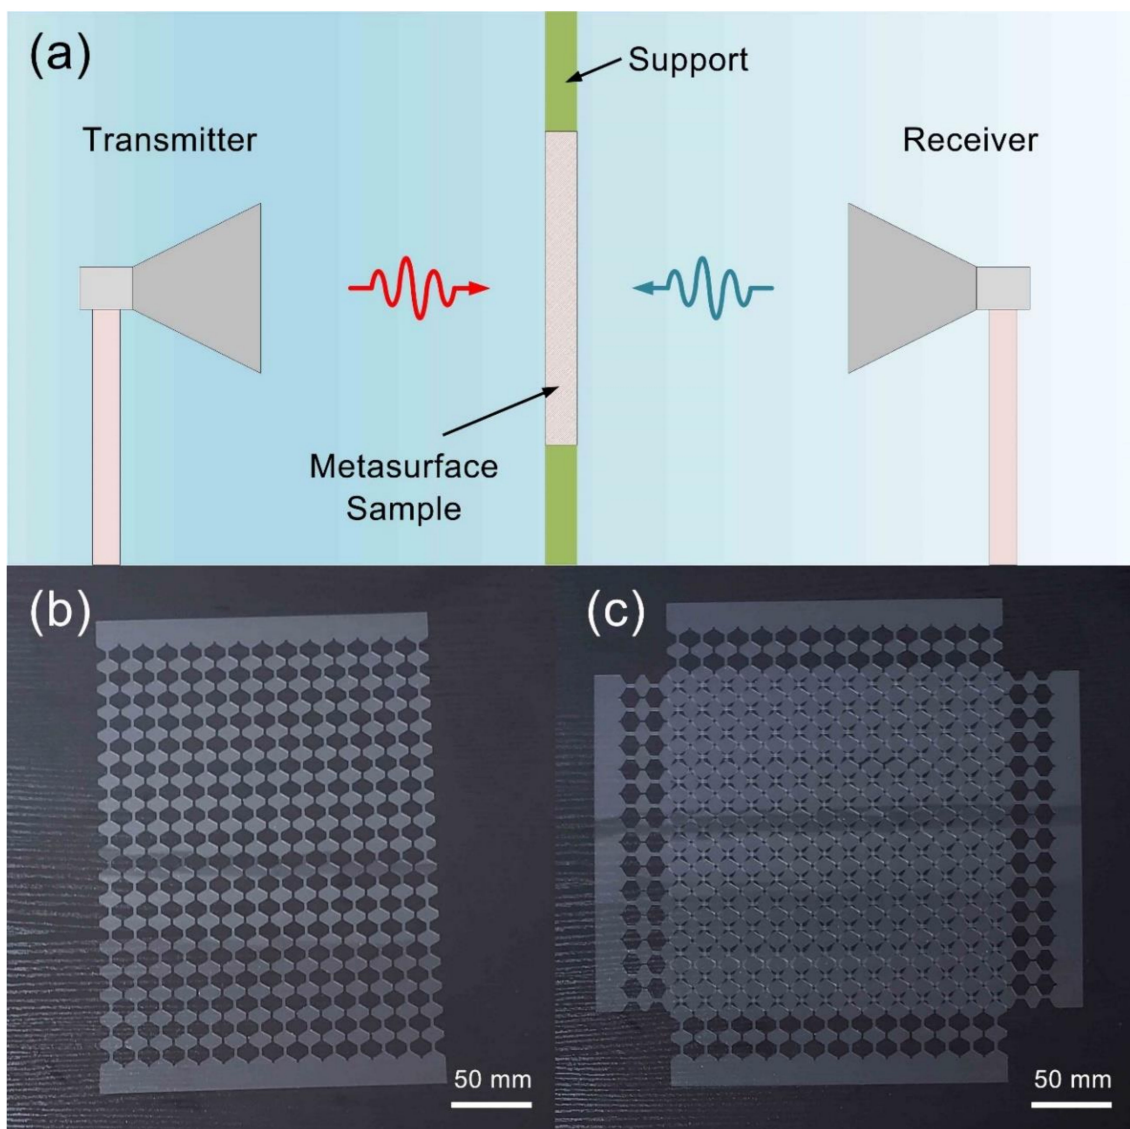 (a)
Support
Transmitter
Receiver
Metasurface
Sample
(b)
(c)
50 mm
50 mm